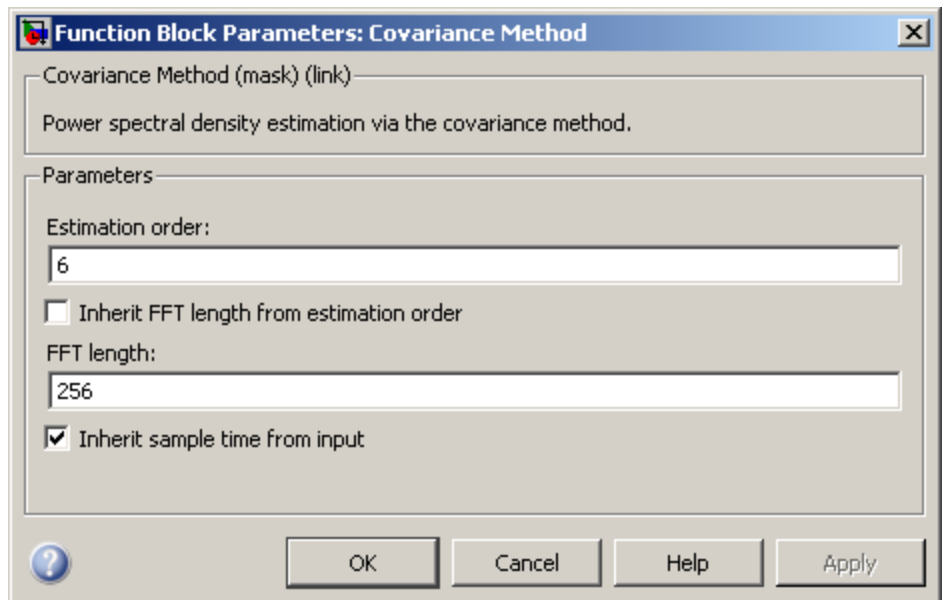 Function Block Parameters: Covariance Method
Covariance Method (mask) (link)
Power spectral density estimation via the covariance method.
Parameters
Estimation order:
6
Inherit FFT length from estimation order
FFT length:
256
Inherit sample time from input
OK Cancel Help Apply